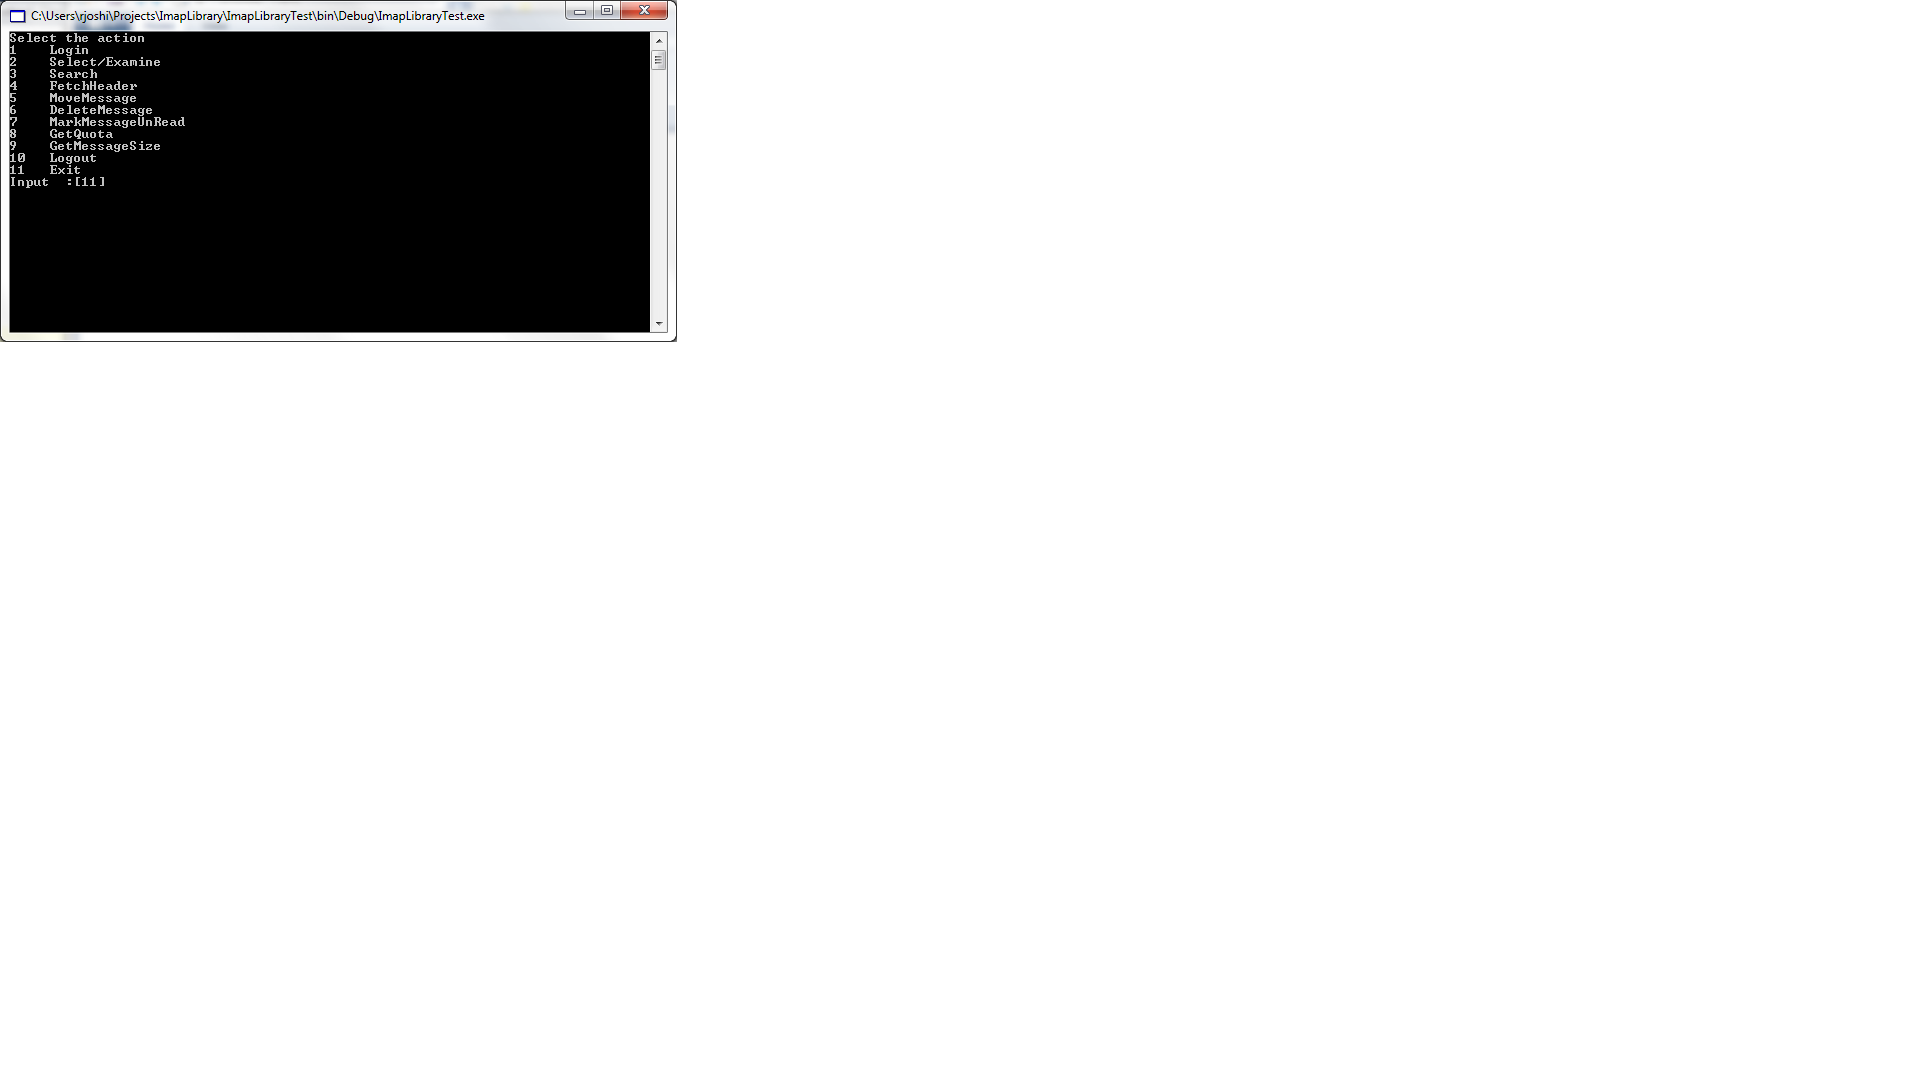 C:\Users\rjoshi\Projects\ImapLibrary\ImapLibraryTest\bin\Debug\ImapLibraryTest.exe
Select the action
1    Login
2    Select/Examine
3    Search
4    FetchHeader
5    MoveMessage
6    DeleteMessage
7    MarkMessageUnRead
8    GetQuota
9    GetMessageSize
10   Logout
11   Exit
Input  :[11]